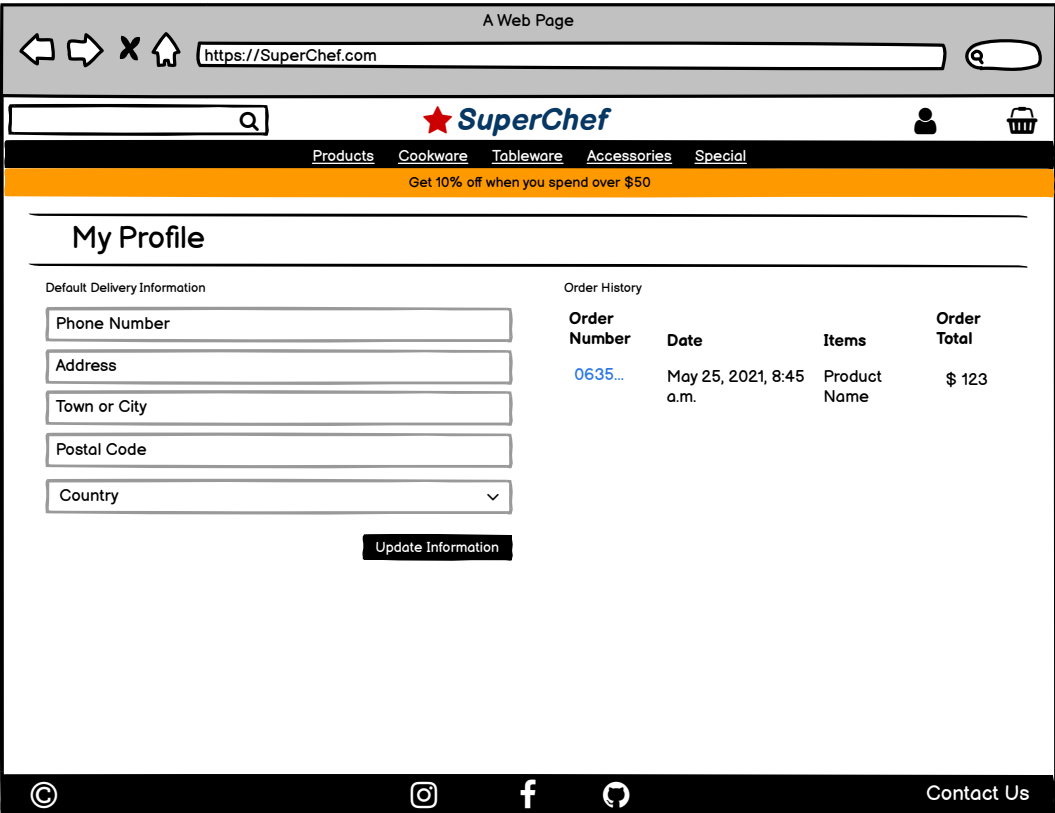 A Web Page
https://SuperChef.com
SuperChef
Products Cookware Tableware Accessories Special
Get 10% off when you spend over $50
My Profile
Default Delivery Information
Phone Number
Address
Town or City
Postal Code
Country
Update Information
Order History
Order Number Date Items Order Total
0635... May 25, 2021, 8:45 a.m. Product Name $ 123
© Contact Us